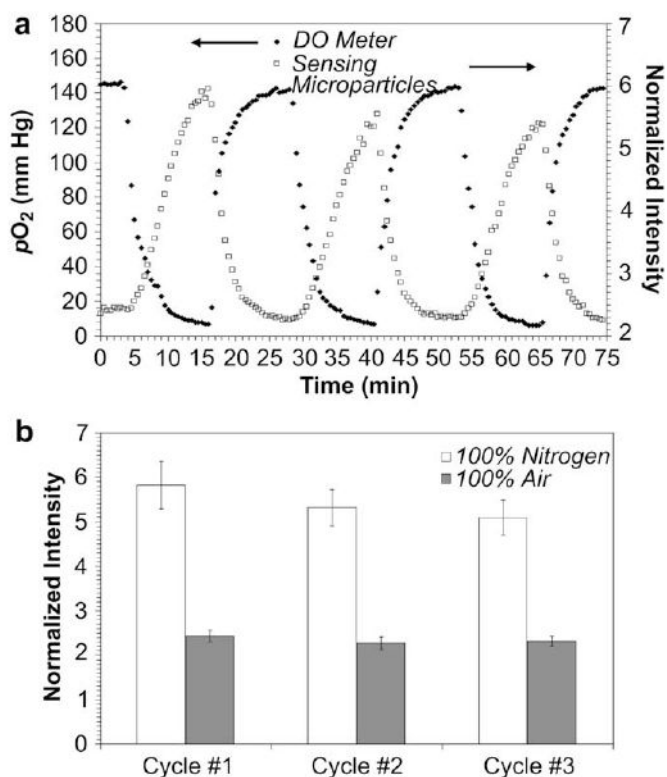 a
180
160
140
120
100
80
60
40
20
0
pO₂ (mm Hg)
DO Meter
Sensing
Microparticles
7
6
5
4
3
2
Normalized Intensity
0 5 10 15 20 25 30 35 40 45 50 55 60 65 70 75
Time (min)
b
7
6
5
4
3
2
1
0
Normalized Intensity
100% Nitrogen
100% Air
Cycle #1 Cycle #2 Cycle #3